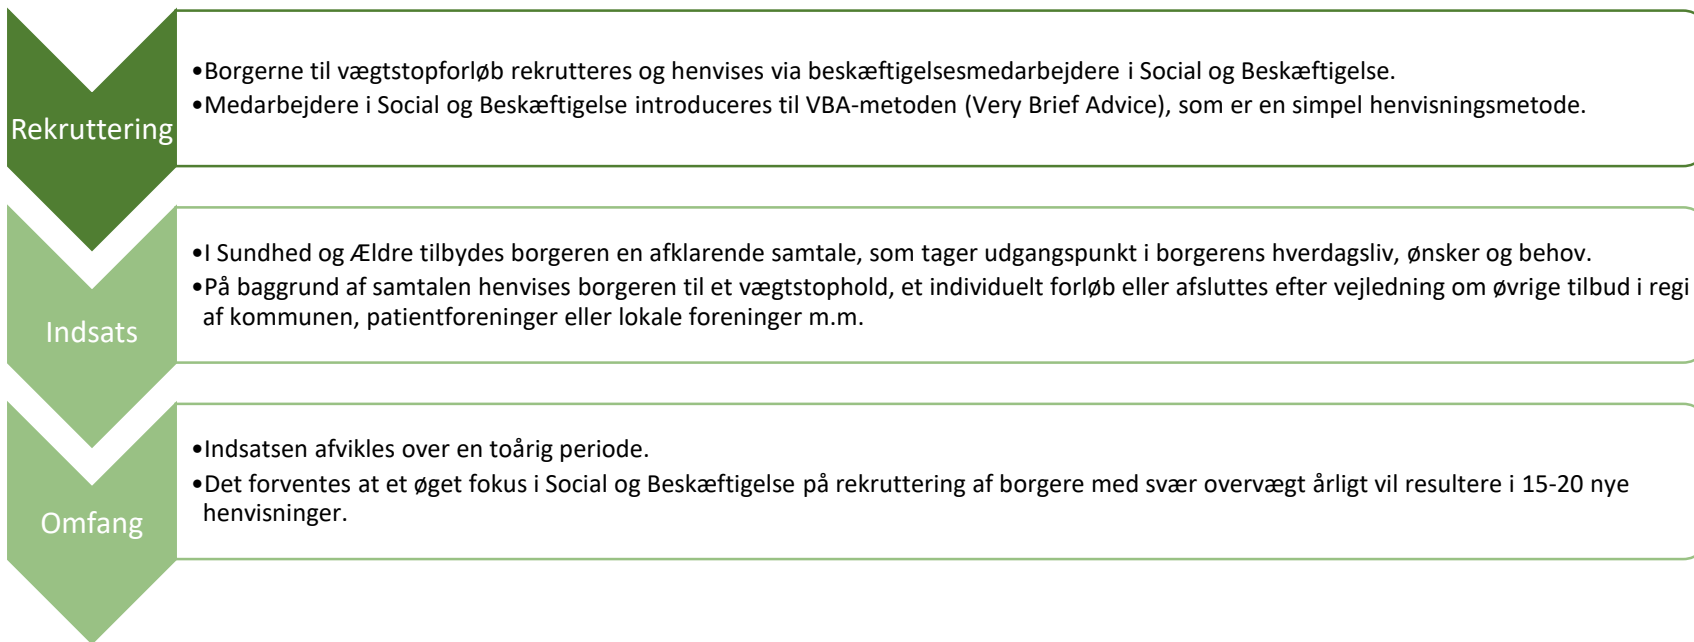 Rekruttering
•Borgerne til vægtstopforløb rekrutteres og henvises via beskæftigelsesmedarbejdere i Social og Beskæftigelse.
•Medarbejdere i Social og Beskæftigelse introduceres til VBA-metoden (Very Brief Advice), som er en simpel henvisningsmetode.
Indsats
•I Sundhed og Ældre tilbydes borgeren en afklarende samtale, som tager udgangspunkt i borgerens hverdagsliv, ønsker og behov.
•På baggrund af samtalen henvises borgeren til et vægtstophold, et individuelt forløb eller afsluttes efter vejledning om øvrige tilbud i regi
af kommunen, patientforeninger eller lokale foreninger m.m.
Omfang
•Indsatsen afvikles over en toårig periode.
•Det forventes at et øget fokus i Social og Beskæftigelse på rekruttering af borgere med svær overvægt årligt vil resultere i 15-20 nye
henvisninger.